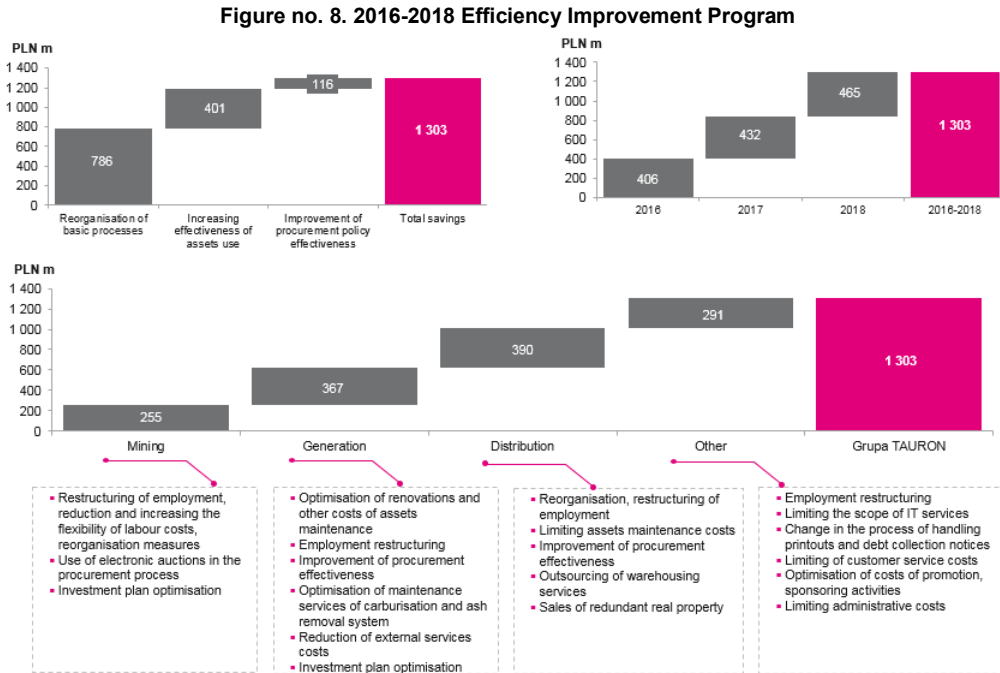 Figure no. 8. 2016-2018 Efficiency Improvement Program
PLN m
1 400
1 200
1 000
800
600
400
200
0
786
401
116
1 303
Reorganisation of
basic processes
Increasing
effectiveness of
assets use
Improvement of
procurement policy
effectiveness
Total savings
PLN m
1 400
1 200
1 000
800
600
400
200
0
406
432
465
1 303
2016
2017
2018
2016-2018
PLN m
1 400
1 200
1 000
800
600
400
200
0
255
367
390
291
1 303
Mining
Generation
Distribution
Other
Grupa TAURON
▪ Restructuring of employment,
reduction and increasing the
flexibility of labour costs,
reorganisation measures
▪ Use of electronic auctions in the
procurement process
▪ Investment plan optimisation
▪ Optimisation of renovations and
other costs of assets
maintenance
▪ Employment restructuring
▪ Improvement of procurement
effectiveness
▪ Optimisation of maintenance
services of carburisation and ash
removal system
▪ Reduction of external services
costs
▪ Investment plan optimisation
▪ Reorganisation, restructuring of
employment
▪ Limiting assets maintenance costs
▪ Improvement of procurement
effectiveness
▪ Outsourcing of warehousing
services
▪ Sales of redundant real property
▪ Employment restructuring
▪ Limiting the scope of IT services
▪ Change in the process of handling
printouts and debt collection notices
▪ Limiting of customer service costs
▪ Optimisation of costs of promotion,
sponsoring activities
▪ Limiting administrative costs